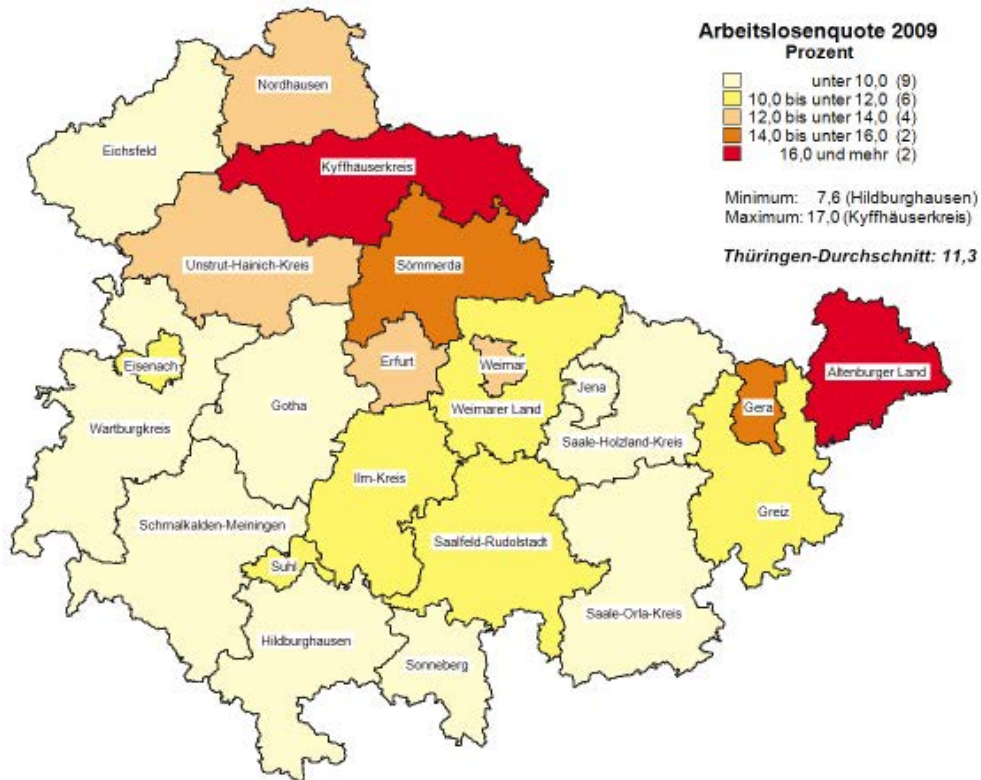 Arbeitslosenquote 2009
Prozent
unter 10,0 (9)
10,0 bis unter 12,0 (6)
12,0 bis unter 14,0 (4)
14,0 bis unter 16,0 (2)
16,0 und mehr (2)
Minimum: 7,6 (Hildburghausen)
Maximum: 17,0 (Kyffhäuserkreis)
Thüringen-Durchschnitt: 11,3
Nordhausen
Eichsfeld
Kyffhäuserkreis
Unstrut-Hainich-Kreis
Sömmerda
Eisenach
Erfurt
Weimar
Altenburger Land
Jena
Gotha
Weimarer Land
Gera
Wartburgkreis
Saale-Holzland-Kreis
Ilm-Kreis
Greiz
Schmalkalden-Meiningen
Saalfeld-Rudolstadt
Suhl
Saale-Orla-Kreis
Hildburghausen
Sonneberg